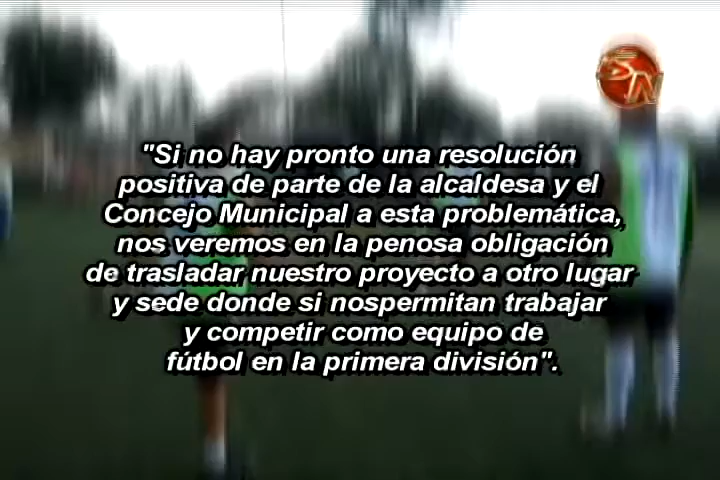 SN
"Si no hay pronto una resolución
positiva de parte de la alcaldesa y el
Concejo Municipal a esta problemática,
nos veremos en la penosa obligación
de trasladar nuestro proyecto a otro lugar
y sede donde si nospermitan trabajar
y competir como equipo de
fútbol en la primera división".